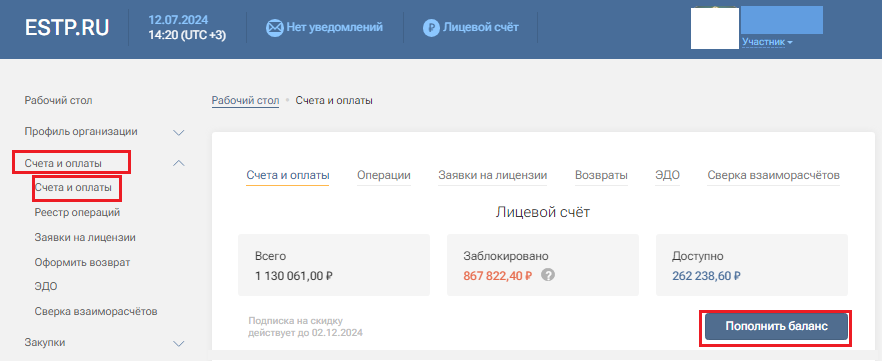 ESTP.RU
12.07.2024
14:20 (UTC +3)
Нет уведомлений
Лицевой счёт
Участник
Рабочий стол
Профиль организации
Счета и оплаты
Счета и оплаты
Реестр операций
Заявки на лицензии
Оформить возврат
ЭДО
Сверка взаиморасчётов
Закупки
Рабочий стол • Счета и оплаты
Счета и оплаты Операции Заявки на лицензии Возвраты ЭДО Сверка взаиморасчётов
Лицевой счёт
Всего
1 130 061,00 ₽
Заблокировано
867 822,40 ₽ ?
Доступно
262 238,60 ₽
Подписка на скидку
действует до 02.12.2024
Пополнить баланс